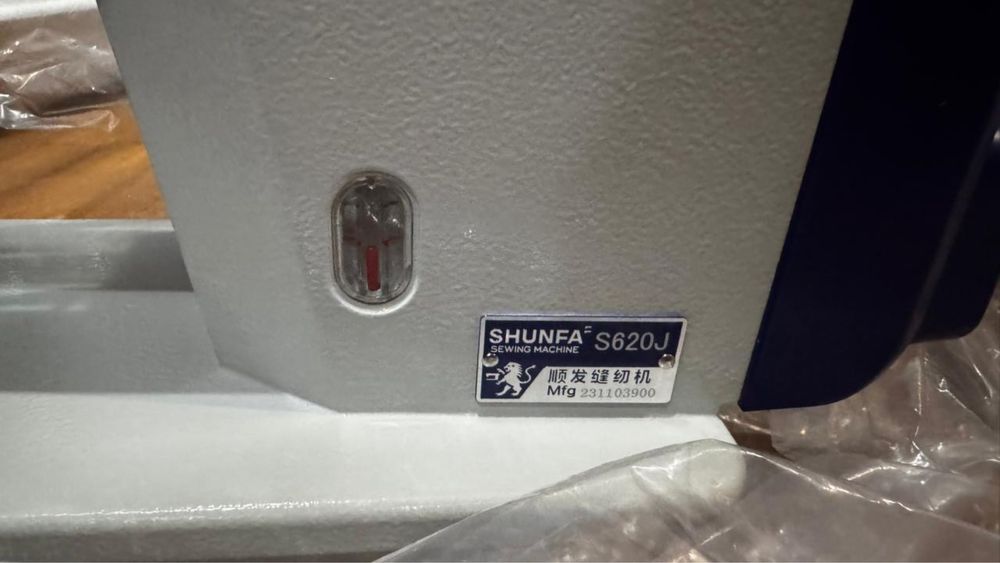 SHUNFA S620J
SEWING MACHINE
顺发缝纫机
Mfg 231103900